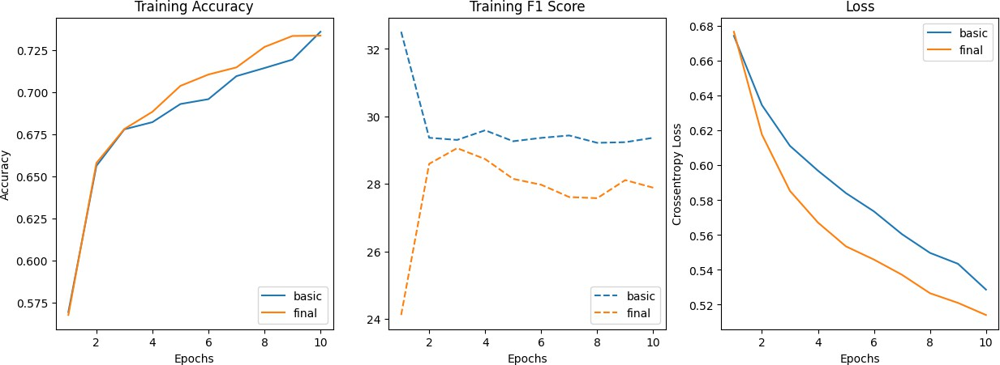 Training Accuracy
Accuracy
0.725
0.700
0.675
0.650
0.625
0.600
0.575
2 4 6 8 10
Epochs
basic
final
Training F1 Score
32
30
28
26
24
2 4 6 8 10
Epochs
basic
final
Loss
Crossentropy Loss
0.68
0.66
0.64
0.62
0.60
0.58
0.56
0.54
0.52
2 4 6 8 10
Epochs
basic
final